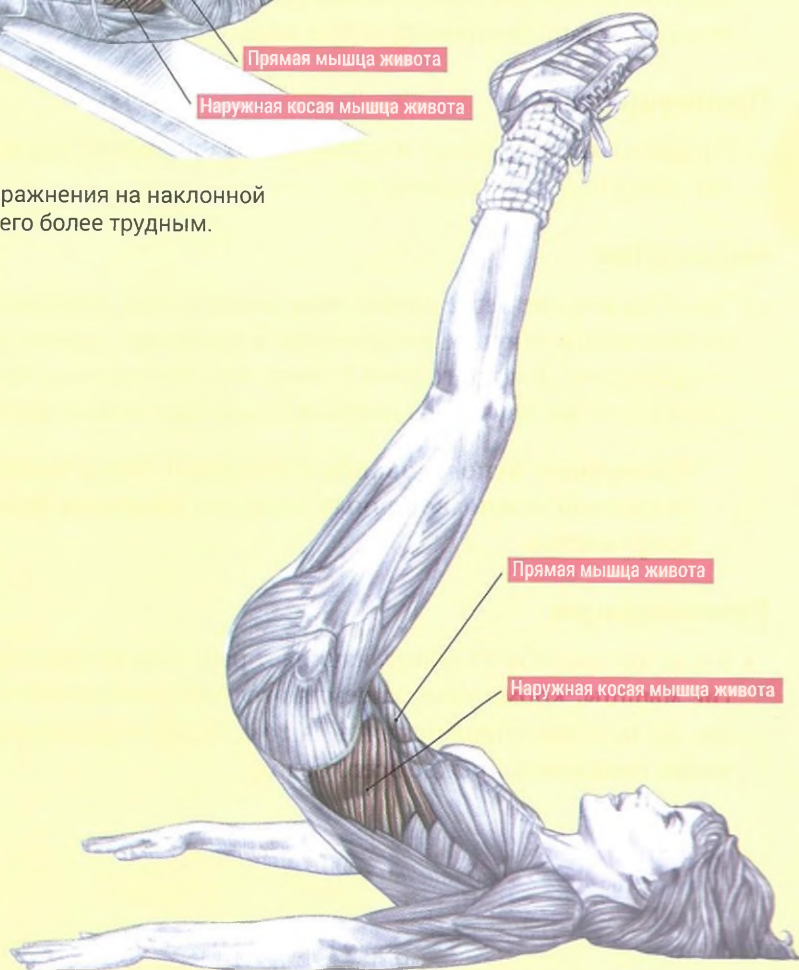 Прямая мышца живота
Наружная косая мышца живота
ражнения на наклонной
его более трудным.
Прямая мышца живота
Наружная косая мышца живота